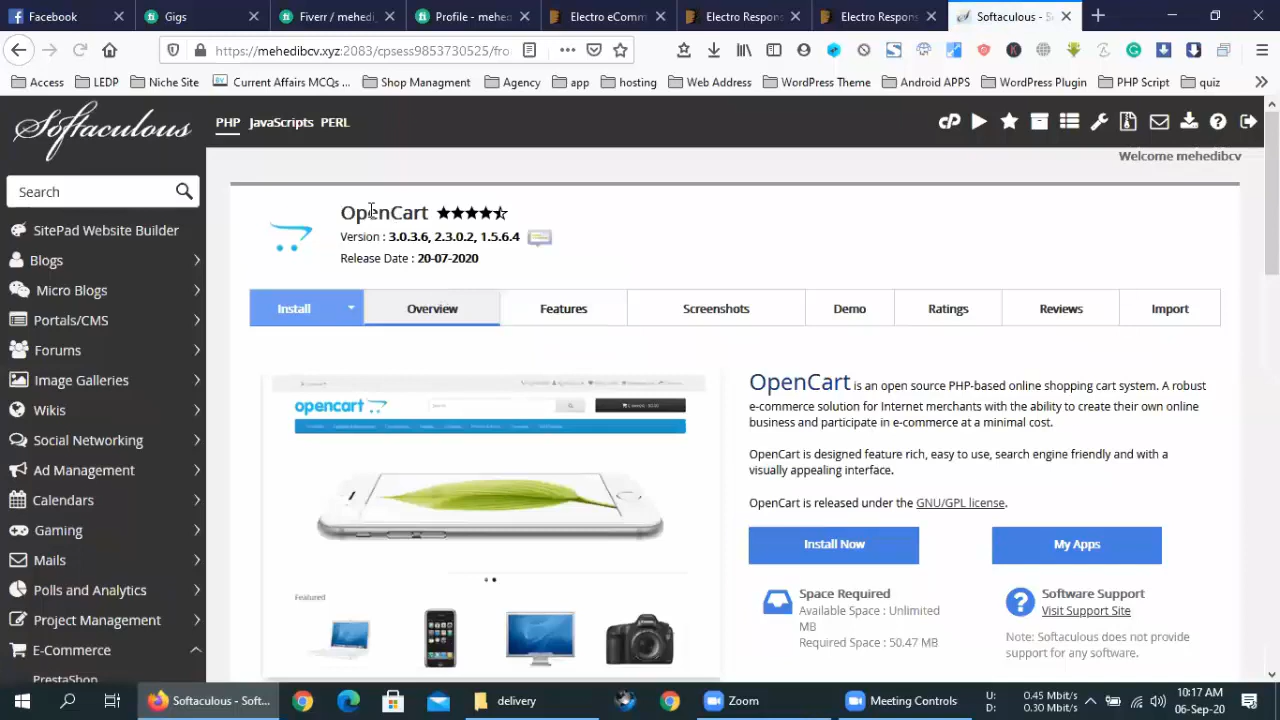 Facebook
Gigs
Fiverr / mehedi_
Profile - mehed
Electro eComm
Electro Respon
Electro Respon
Softaculous - S
https://mehedibcv.xyz:2083/cpsess9853730525/fro
Access
LEDP
Niche Site
BV Current Affairs MCQs ...
Shop Managment
Agency
app
hosting
Web Address
WordPress Theme
Android APPS
WordPress Plugin
PHP Script
quiz
Softaculous
PHP JavaScripts PERL
Welcome mehedibcv
Search
SitePad Website Builder
Blogs
Micro Blogs
Portals/CMS
Forums
Image Galleries
Wikis
Social Networking
Ad Management
Calendars
Gaming
Mails
Polls and Analytics
Project Management
E-Commerce
PrestaShop
OpenCart
Version : 3.0.3.6, 2.3.0.2, 1.5.6.4
Release Date : 20-07-2020
Install
Overview
Features
Screenshots
Demo
Ratings
Reviews
Import
opencart
Featured
OpenCart is an open source PHP-based online shopping cart system. A robust
e-commerce solution for Internet merchants with the ability to create their own online
business and participate in e-commerce at a minimal cost.
OpenCart is designed feature rich, easy to use, search engine friendly and with a
visually appealing interface.
OpenCart is released under the GNU/GPL license.
Install Now
My Apps
Space Required
Available Space : Unlimited
MB
Required Space : 50.47 MB
Software Support
Visit Support Site
Note: Softaculous does not provide
support for any software.
Softaculous - Sof...
delivery
Zoom
Meeting Controls
U: 0.45 Mbit/s
D: 0.30 Mbit/s
10:17 AM
06-Sep-20